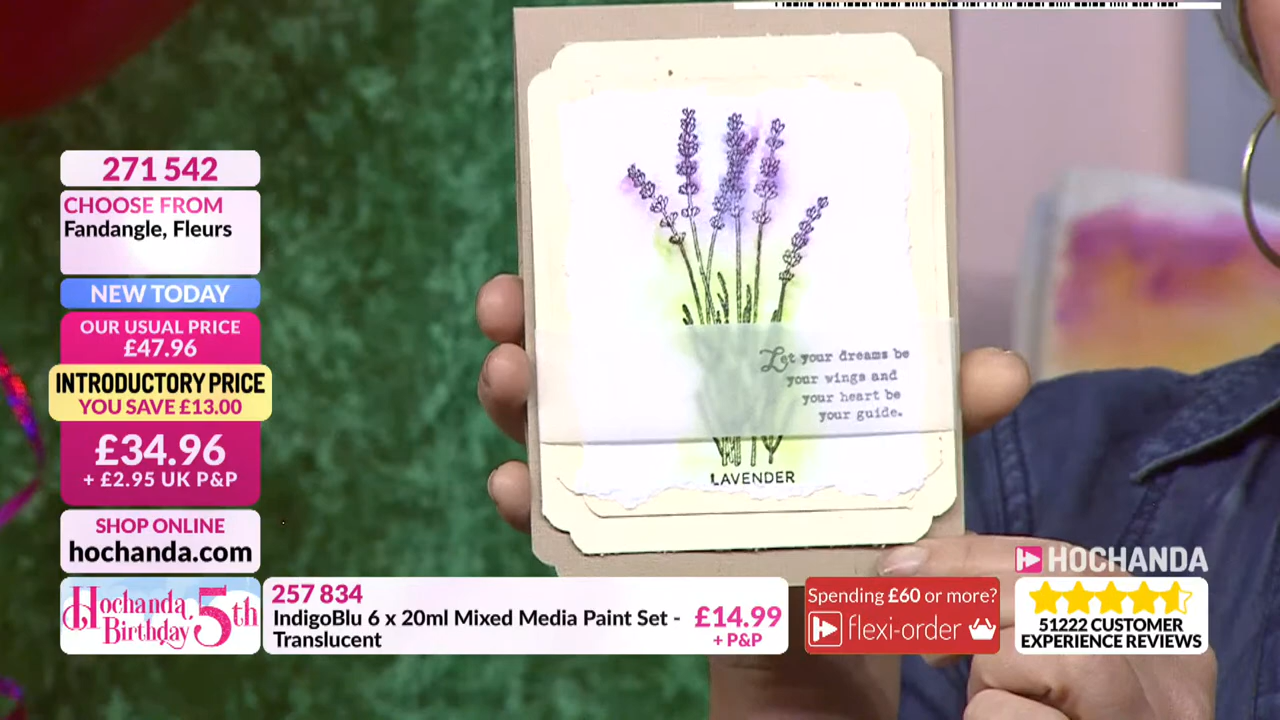 271 542
CHOOSE FROM
Fandangle, Fleurs
NEW TODAY
OUR USUAL PRICE
£47.96
INTRODUCTORY PRICE
YOU SAVE £13.00
£34.96
+ £2.95 UK P&P
SHOP ONLINE
hochanda.com
Hochanda
Birthday
5th
257 834
IndigoBlu 6 x 20ml Mixed Media Paint Set -
Translucent
£14.99
+ P&P
Spending £60 or more?
flexi-order
HOCHANDA
51222 CUSTOMER
EXPERIENCE REVIEWS
Let your dreams be
your wings and
your heart be
your guide.
LAVENDER